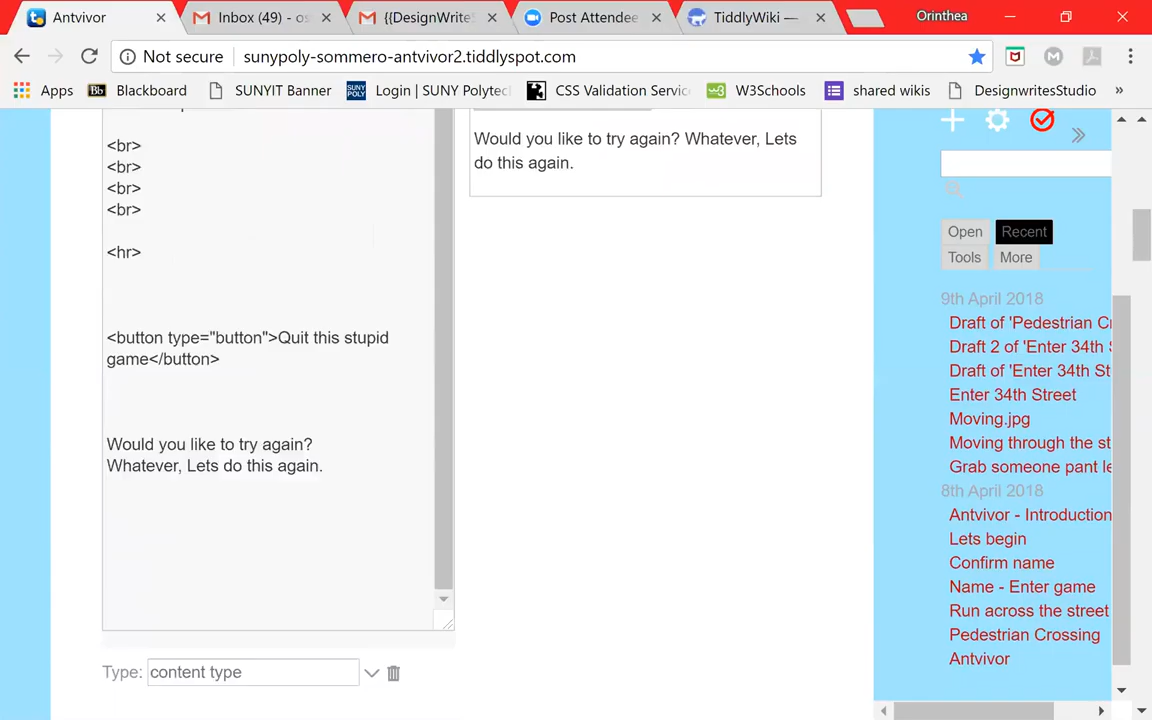 Antvivor
Inbox (49) - os
{{DesignWrite
Post Attendee
TiddlyWiki —
Orinthea
Not secure
sunypoly-sommero-antvivor2.tiddlyspot.com
Apps
Bb
Blackboard
SUNYIT Banner
SUNY POLY
Login | SUNY Polytec
CSS Validation Servic
W3Schools
shared wikis
DesignwritesStudio
»
<br>
<br>
<br>
<br>
<hr>
<button type="button">Quit this stupid
game</button>
Would you like to try again?
Whatever, Lets do this again.
Type:
content type
Would you like to try again? Whatever, Lets
do this again.
Open
Recent
Tools
More
9th April 2018
Draft of 'Pedestrian Cr
Draft 2 of 'Enter 34th S
Draft of 'Enter 34th St
Enter 34th Street
Moving.jpg
Moving through the st
Grab someone pant le
8th April 2018
Antvivor - Introduction
Lets begin
Confirm name
Name - Enter game
Run across the street
Pedestrian Crossing
Antvivor